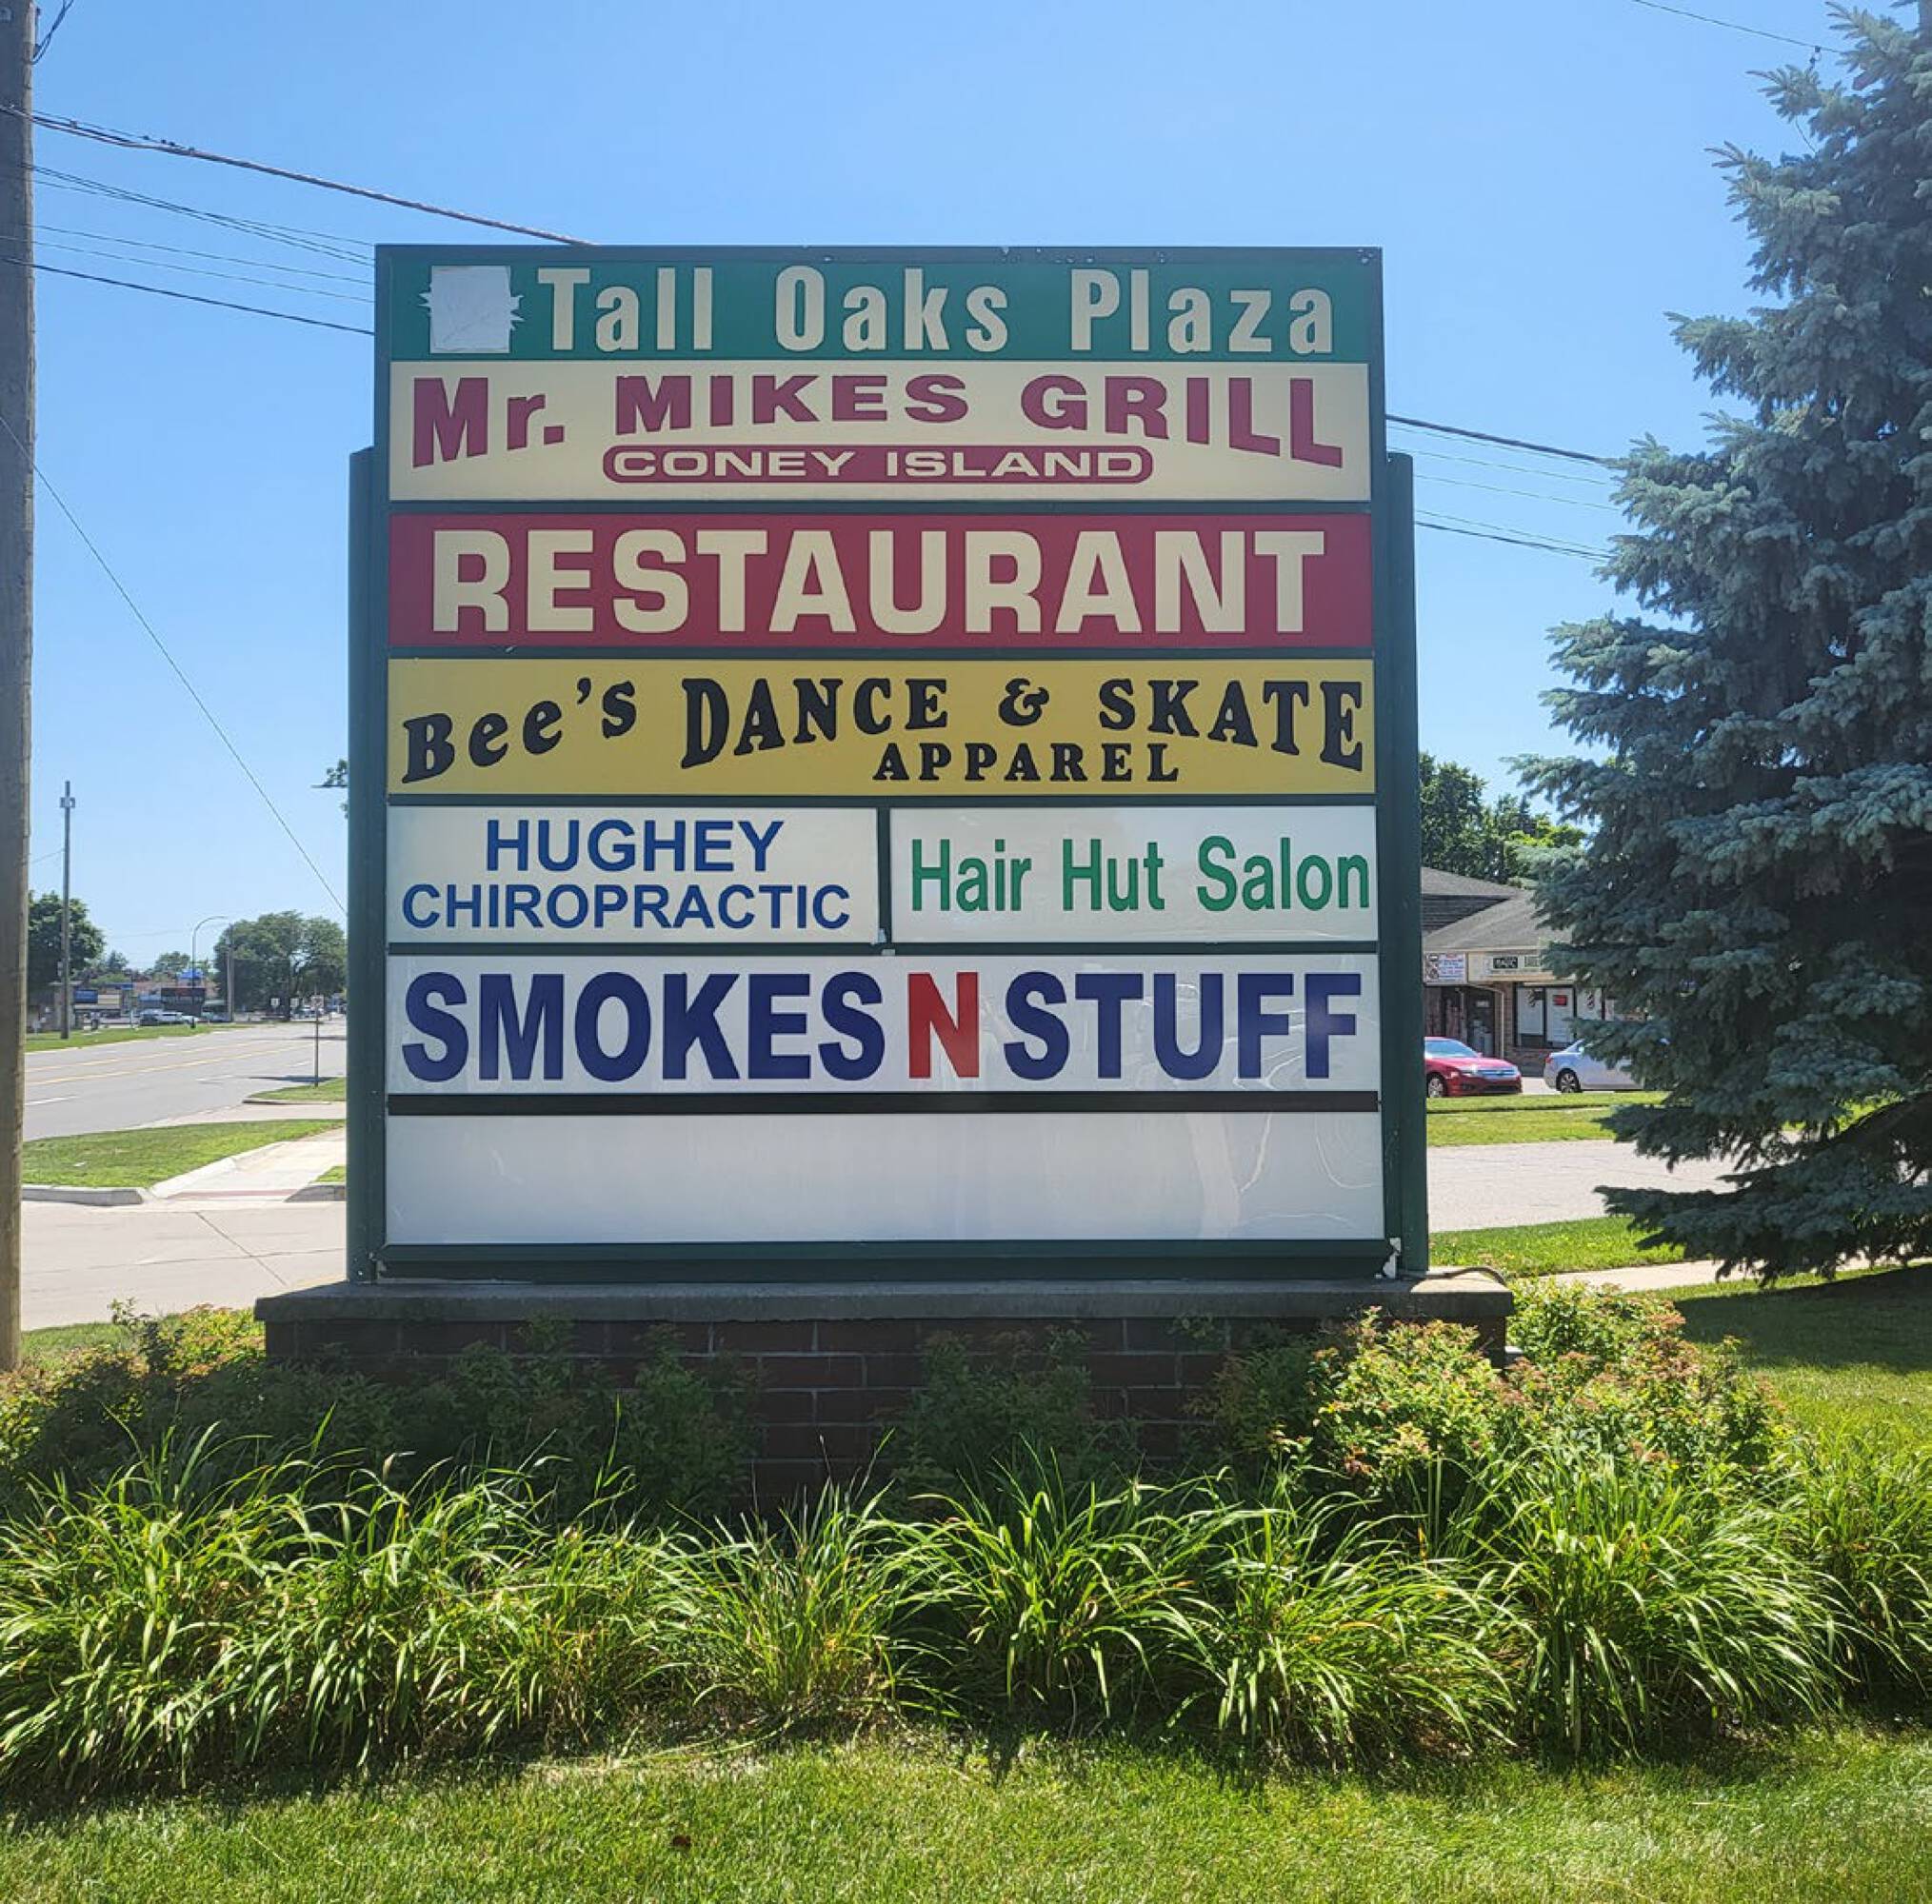 Tall Oaks Plaza
Mr. MIKES GRILL
CONEY ISLAND
RESTAURANT
Bee's DANCE & SKATE
APPAREL
HUGHEY
CHIROPRACTIC
Hair Hut Salon
SMOKES N STUFF